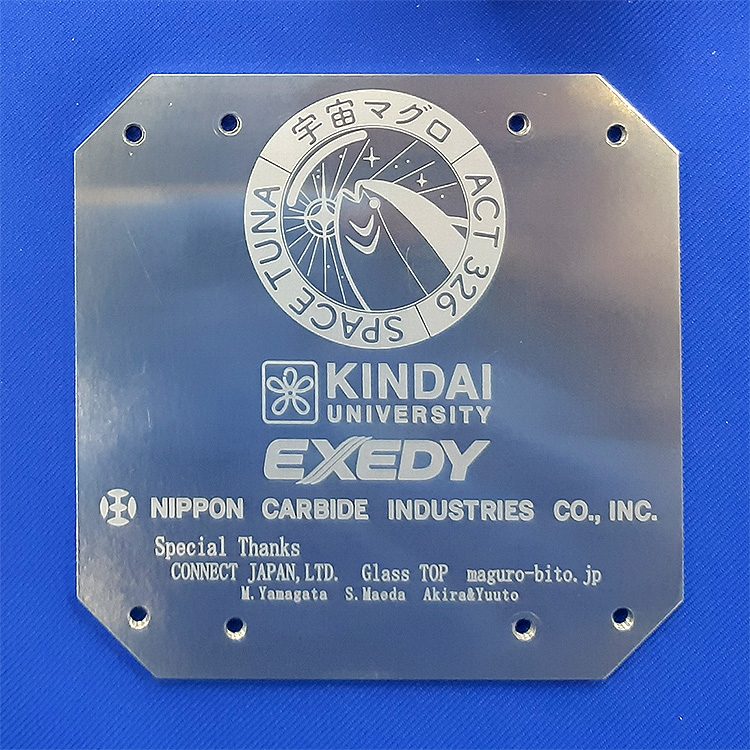 宇宙マグロ
ACT 326
SPACE TUNA
KINDAI
UNIVERSITY
EXEDY
NIPPON CARBIDE INDUSTRIES CO., INC.
Special Thanks
CONNECT JAPAN,LTD. Glass TOP maguro-bito.jp
M.Yamagata S.Maeda Akira&Yuuto